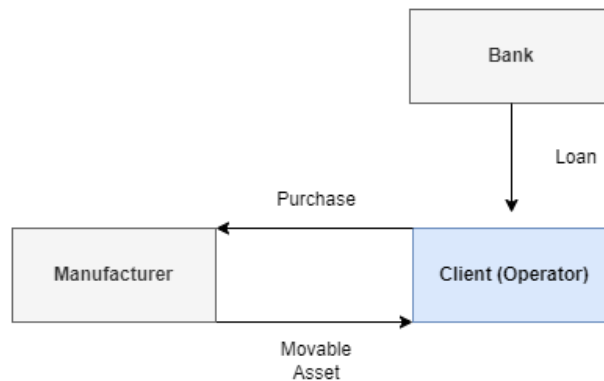 Bank
Loan
Purchase
Manufacturer
Client (Operator)
Movable
Asset